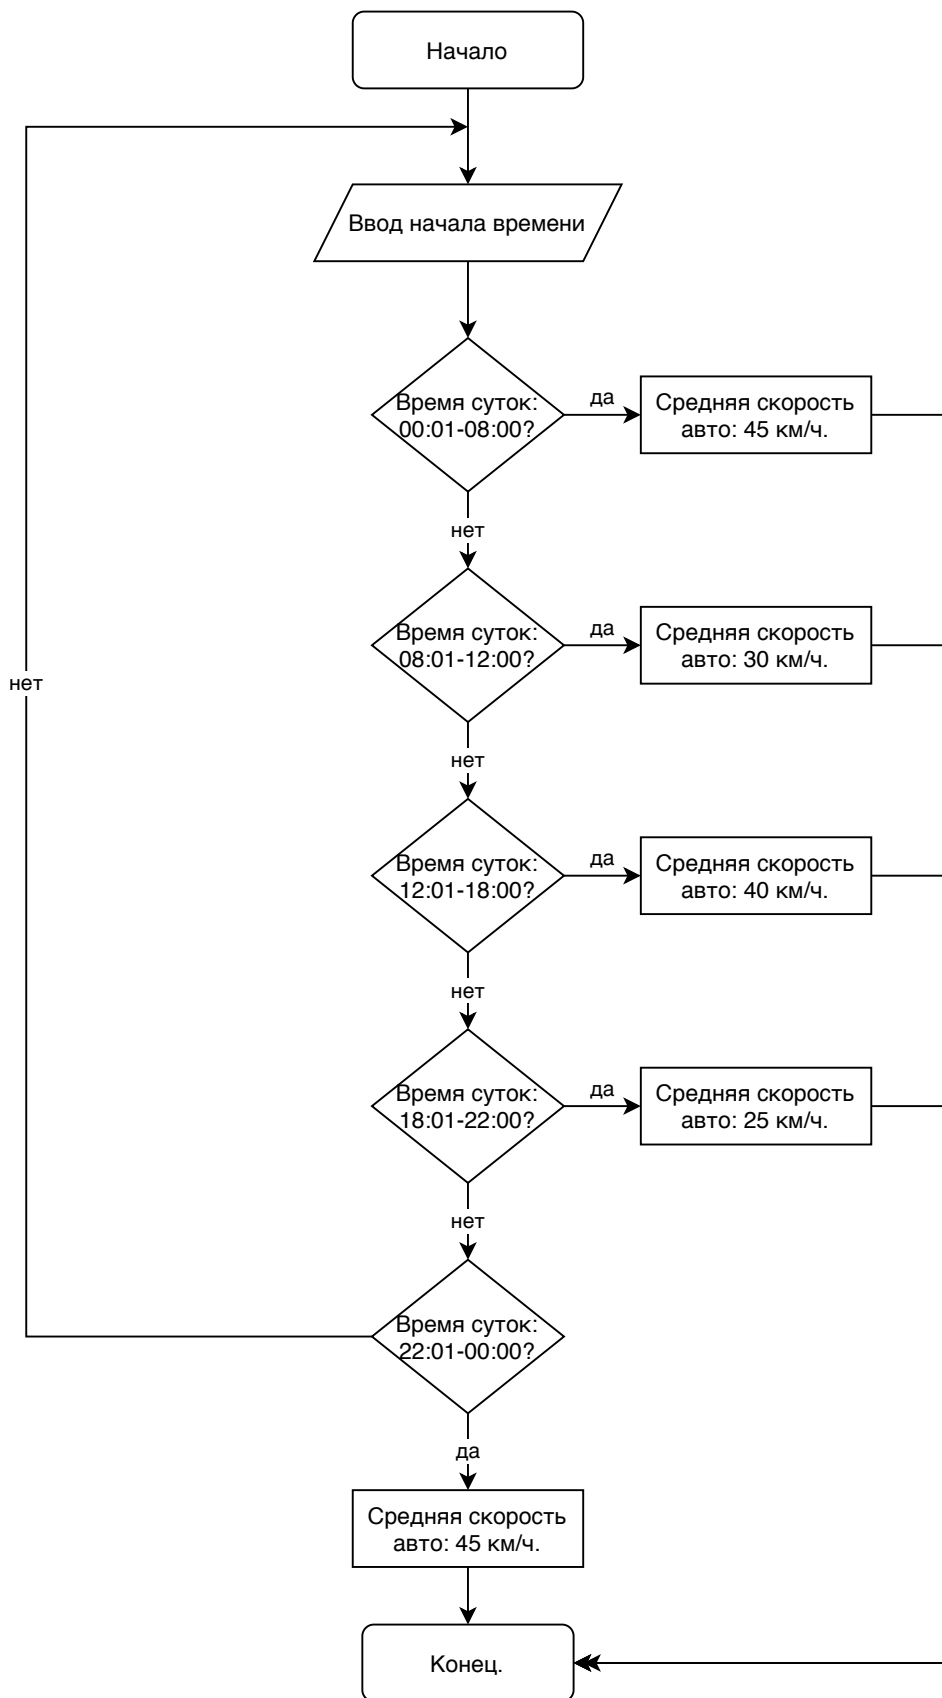 Начало
Ввод начала времени
Время суток:
00:01-08:00?
да
Средняя скорость
авто: 45 км/ч.
нет
Время суток:
08:01-12:00?
да
Средняя скорость
авто: 30 км/ч.
нет
нет
Время суток:
12:01-18:00?
да
Средняя скорость
авто: 40 км/ч.
нет
Время суток:
18:01-22:00?
да
Средняя скорость
авто: 25 км/ч.
нет
Время суток:
22:01-00:00?
да
Средняя скорость
авто: 45 км/ч.
Конец.